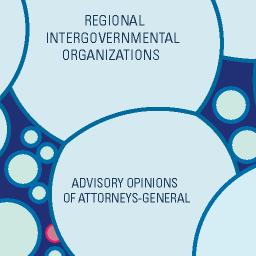 REGIONAL
INTERGOVERNMENTAL
ORGANIZATIONS
ADVISORY OPINIONS
OF ATTORNEYS-GENERAL